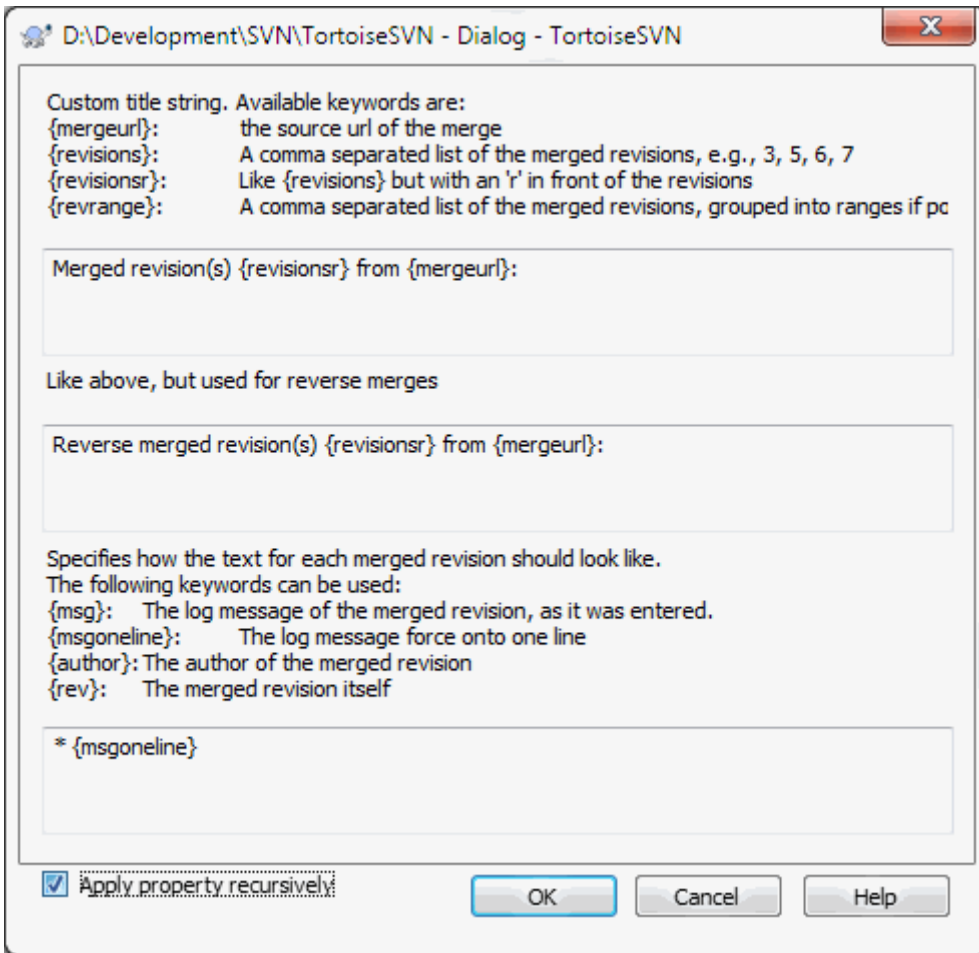 D:\Development\SVN\TortoiseSVN - Dialog - TortoiseSVN
Custom title string. Available keywords are:
{mergeurl}: the source url of the merge
{revisions}: A comma separated list of the merged revisions, e.g., 3, 5, 6, 7
{revisionsr}: Like {revisions} but with an 'r' in front of the revisions
{revrange}: A comma separated list of the merged revisions, grouped into ranges if po
Merged revision(s) {revisionsr} from {mergeurl}:
Like above, but used for reverse merges
Reverse merged revision(s) {revisionsr} from {mergeurl}:
Specifies how the text for each merged revision should look like.
The following keywords can be used:
{msg}: The log message of the merged revision, as it was entered.
{msgoneline}: The log message force onto one line
{author}: The author of the merged revision
{rev}: The merged revision itself
* {msgoneline}
Apply property recursively
OK Cancel Help